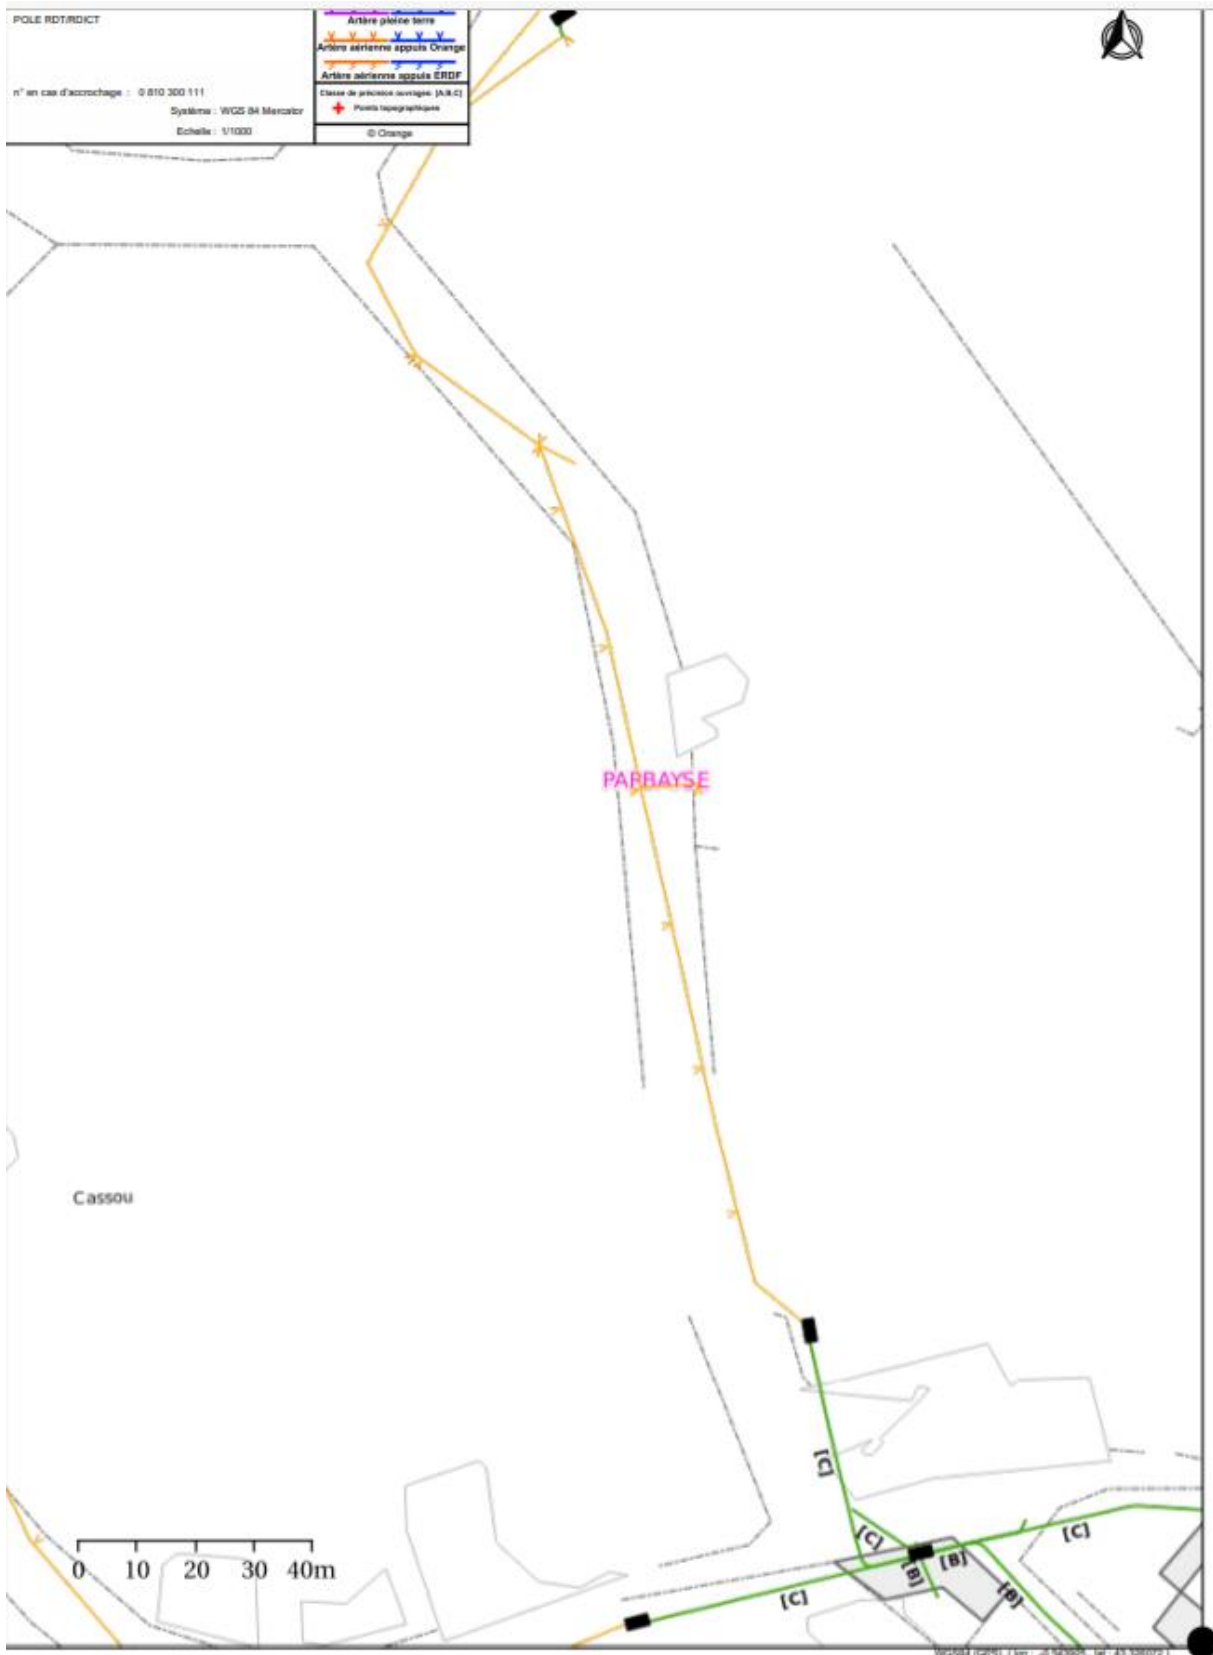 POLE RDT/RDICT
n° en cas d'accrochage : 0 810 300 111
Système : WGS 84 Mercator
Echelle : 1/1000
Artère pleine terre
Artère aérienne appuis Orange
Artère aérienne appuis ERDF
Classe de précision ouvrages: [A,B,C]
Points topographiques
© Orange
PARBAYSE
Cassou
[C]
0 10 20 30 40m
[C]
[C]
[B]
[B]
[B]
[C]